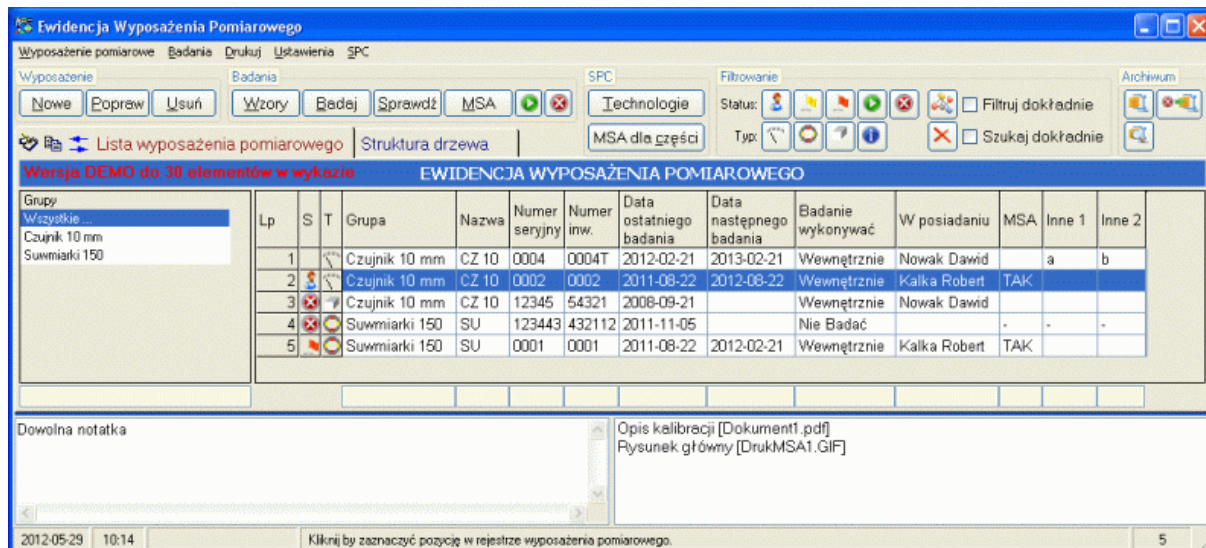 Ewidencja Wyposażenia Pomiarowego
Wyposażenie pomiarowe Badania Drukuj Ustawienia SPC
Wyposażenie Badania SPC Filtrowanie Archiwum
Nowe Popraw Usuń Wzory Badaj Sprawdź MSA Technologie Status: Filtruj dokładnie
Lista wyposażenia pomiarowego Struktura drzewa MSA dla części Typ: Szukaj dokładnie
Wersja DEMO do 30 elementów w wykazie EWIDENCJA WYPOSAŻENIA POMIAROWEGO
Grupy
Wszystkie ...
Czujnik 10 mm
Suwmiarki 150
Lp S T Grupa Nazwa Numer seryjny Numer inw. Data ostatniego badania Data następnego badania Badanie wykonywać W posiadaniu MSA Inne 1 Inne 2
1 Czujnik 10 mm CZ 10 0004 0004T 2012-02-21 2013-02-21 Wewnętrznie Nowak Dawid a b
2 Czujnik 10 mm CZ 10 0002 0002 2011-08-22 2012-08-22 Wewnętrznie Kalka Robert TAK
3 Czujnik 10 mm CZ 10 12345 54321 2008-09-21 Wewnętrznie Nowak Dawid
4 Suwmiarki 150 SU 123443 432112 2011-11-05 Nie Badać - - -
5 Suwmiarki 150 SU 0001 0001 2011-08-22 2012-02-21 Wewnętrznie Kalka Robert TAK
Dowolna notatka
Opis kalibracji [Dokument1.pdf]
Rysunek główny [DrukMSA1.GIF]
2012-05-29 10:14 Kliknij by zaznaczyć pozycję w rejestrze wyposażenia pomiarowego. 5